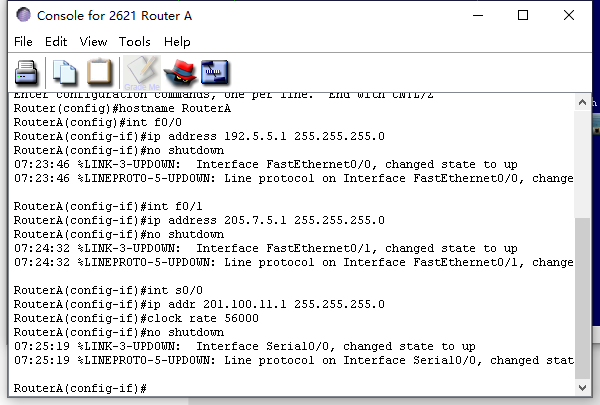 Console for 2621 Router A
File Edit View Tools Help
Grade Me
Enter configuration commands, one per line. End with CNTL/Z
Router(config)#hostname RouterA
RouterA(config)#int f0/0
RouterA(config-if)#ip address 192.5.5.1 255.255.255.0
RouterA(config-if)#no shutdown
07:23:46 %LINK-3-UPDOWN: Interface FastEthernet0/0, changed state to up
07:23:46 %LINEPROTO-5-UPDOWN: Line protocol on Interface FastEthernet0/0, change
RouterA(config-if)#int f0/1
RouterA(config-if)#ip address 205.7.5.1 255.255.255.0
RouterA(config-if)#no shutdown
07:24:32 %LINK-3-UPDOWN: Interface FastEthernet0/1, changed state to up
07:24:32 %LINEPROTO-5-UPDOWN: Line protocol on Interface FastEthernet0/1, change
RouterA(config-if)#int s0/0
RouterA(config-if)#ip addr 201.100.11.1 255.255.255.0
RouterA(config-if)#clock rate 56000
RouterA(config-if)#no shutdown
07:25:19 %LINK-3-UPDOWN: Interface Serial0/0, changed state to up
07:25:19 %LINEPROTO-5-UPDOWN: Line protocol on Interface Serial0/0, changed stat
RouterA(config-if)#